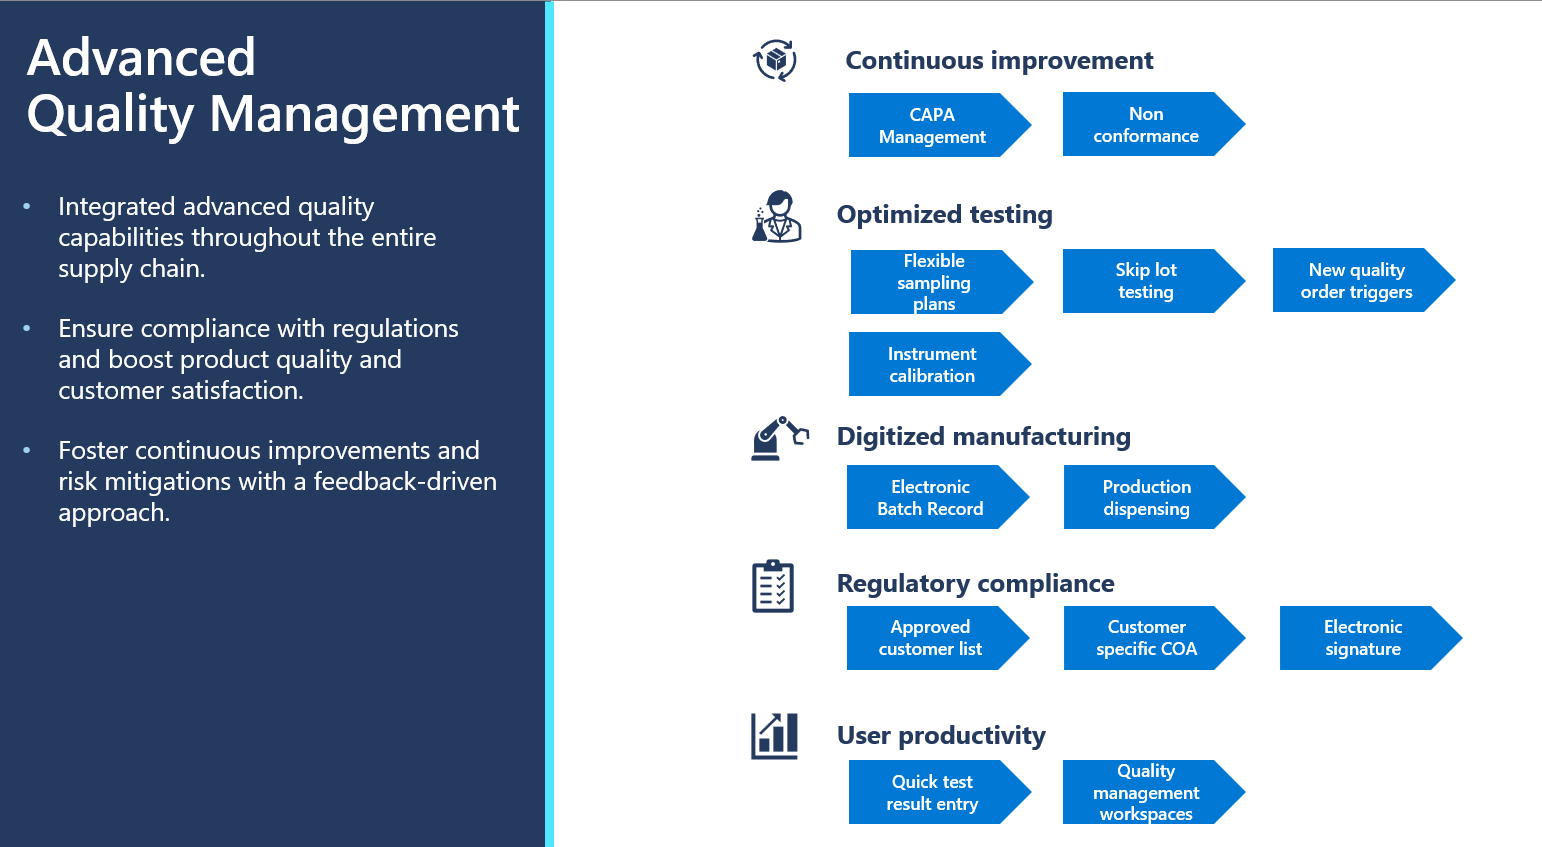 Advanced
Quality Management
• Integrated advanced quality
capabilities throughout the entire
supply chain.
• Ensure compliance with regulations
and boost product quality and
customer satisfaction.
• Foster continuous improvements and
risk mitigations with a feedback-driven
approach.
Continuous improvement
CAPA
Management
Non
conformance
Optimized testing
Flexible
sampling
plans
Skip lot
testing
New quality
order triggers
Instrument
calibration
Digitized manufacturing
Electronic
Batch Record
Production
dispensing
Regulatory compliance
Approved
customer list
Customer
specific COA
Electronic
signature
User productivity
Quick test
result entry
Quality
management
workspaces